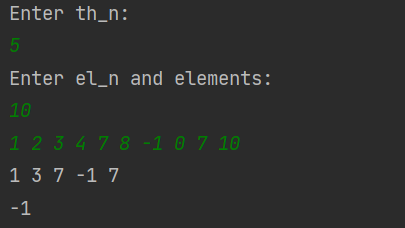 Enter th_n:
5
Enter el_n and elements:
10
1 2 3 4 7 8 -1 0 7 10
1 3 7 -1 7
-1